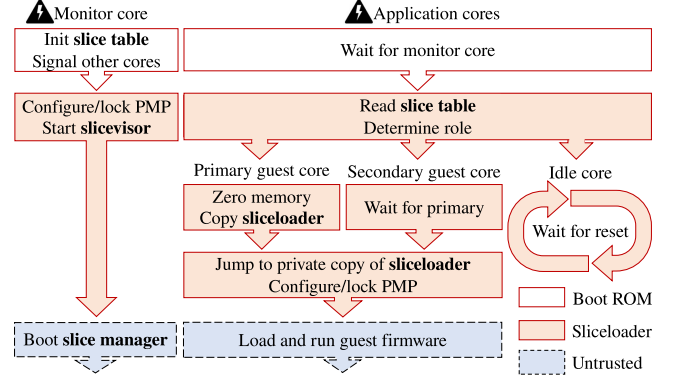 Monitor core
Application cores
Init slice table
Signal other cores
Wait for monitor core
Configure/lock PMP
Start slicevisor
Read slice table
Determine role
Primary guest core
Secondary guest core
Idle core
Zero memory
Copy sliceloader
Wait for primary
Wait for reset
Jump to private copy of sliceloader
Configure/lock PMP
Boot ROM
Sliceloader
Untrusted
Boot slice manager
Load and run guest firmware